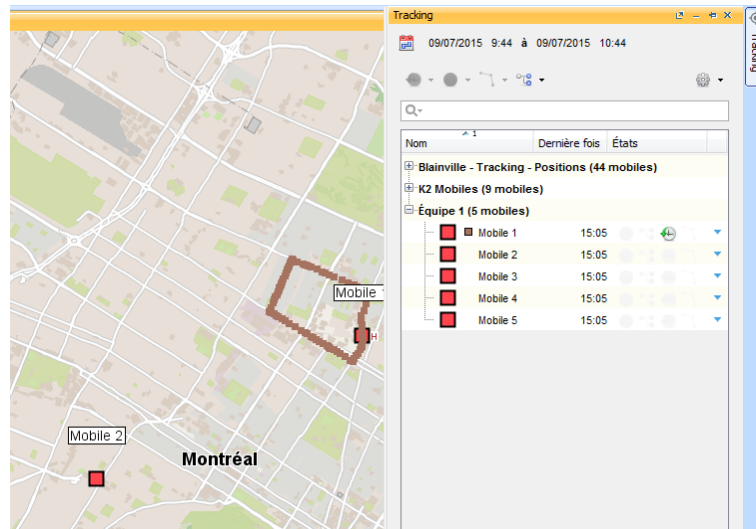 Tracking
09/07/2015 9:44 à 09/07/2015 10:44
Nom 1 Dernière fois États
Blainville - Tracking - Positions (44 mobiles)
K2 Mobiles (9 mobiles)
Équipe 1 (5 mobiles)
Mobile 1 15:05
Mobile 2 15:05
Mobile 3 15:05
Mobile 4 15:05
Mobile 5 15:05
Tracking
Mobile
H
Mobile 2
Montréal